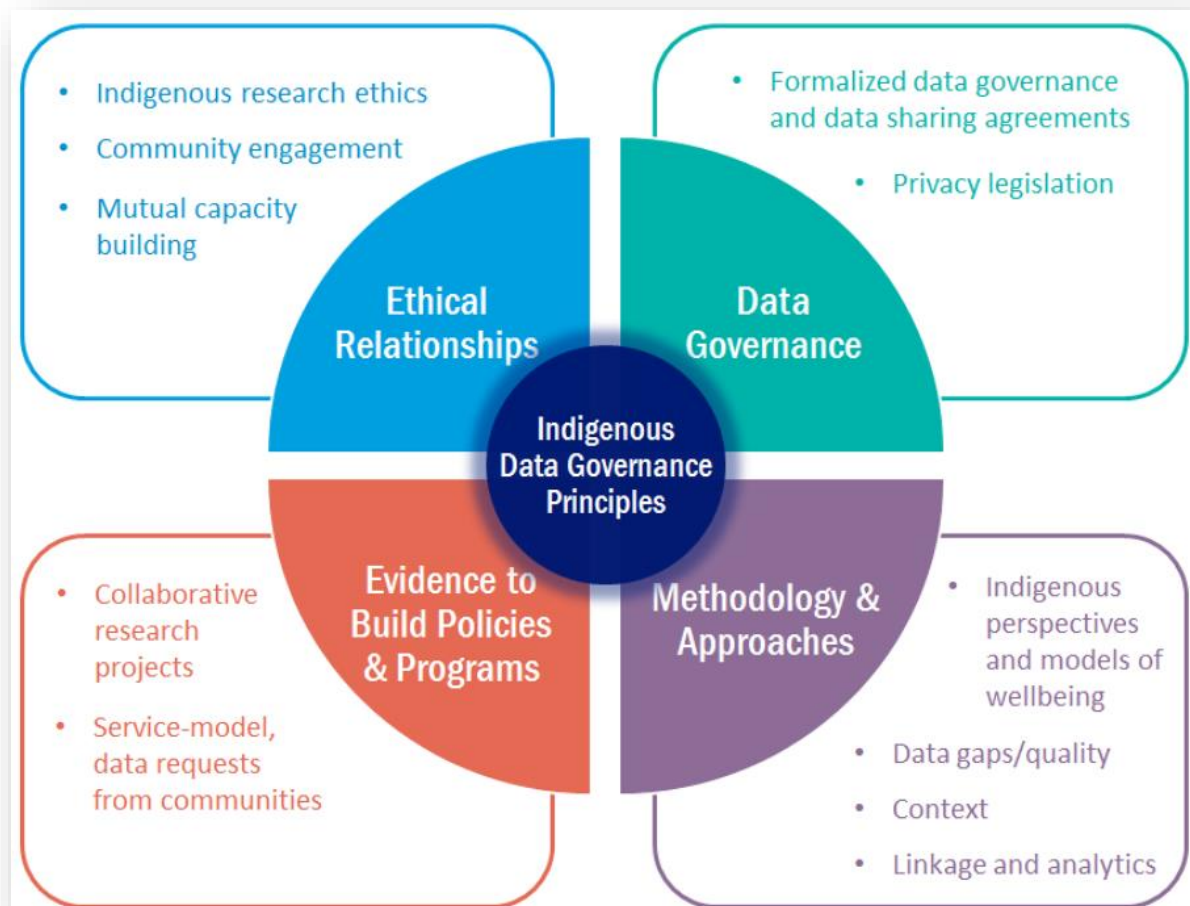 • Indigenous research ethics
• Community engagement
• Mutual capacity
building
• Formalized data governance
and data sharing agreements
• Privacy legislation
Ethical
Relationships
Data
Governance
Indigenous
Data Governance
Principles
Evidence to
Build Policies
& Programs
Methodology &
Approaches
• Collaborative
research
projects
• Service-model,
data requests
from communities
• Indigenous
perspectives
and models of
wellbeing
• Data gaps/quality
• Context
• Linkage and analytics